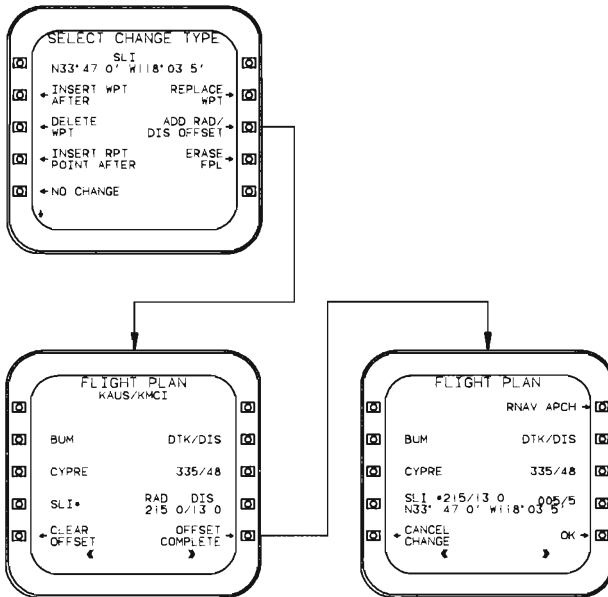 SELECT CHANGE TYPE
SLI
N33° 47 0' W118° 03 5'
←INSERT WPT AFTER
REPLACE WPT→
←DELETE WPT
ADD RAD/ DIS OFFSET→
←INSERT RPT POINT AFTER
ERASE FPL→
←NO CHANGE
↓
FLIGHT PLAN
KAUS/KMCI
BUM DTK/DIS
CYPRE 335/48
SLI* RAD DIS
215 0/13 0
←CLEAR OFFSET
OFFSET COMPLETE→
FLIGHT PLAN
RNAV APCH→
BUM DTK/DIS
CYPRE 335/48
SLI *215/13 0 005/5
N33° 47 0' W118° 03 5'
←CANCEL CHANGE
OK→